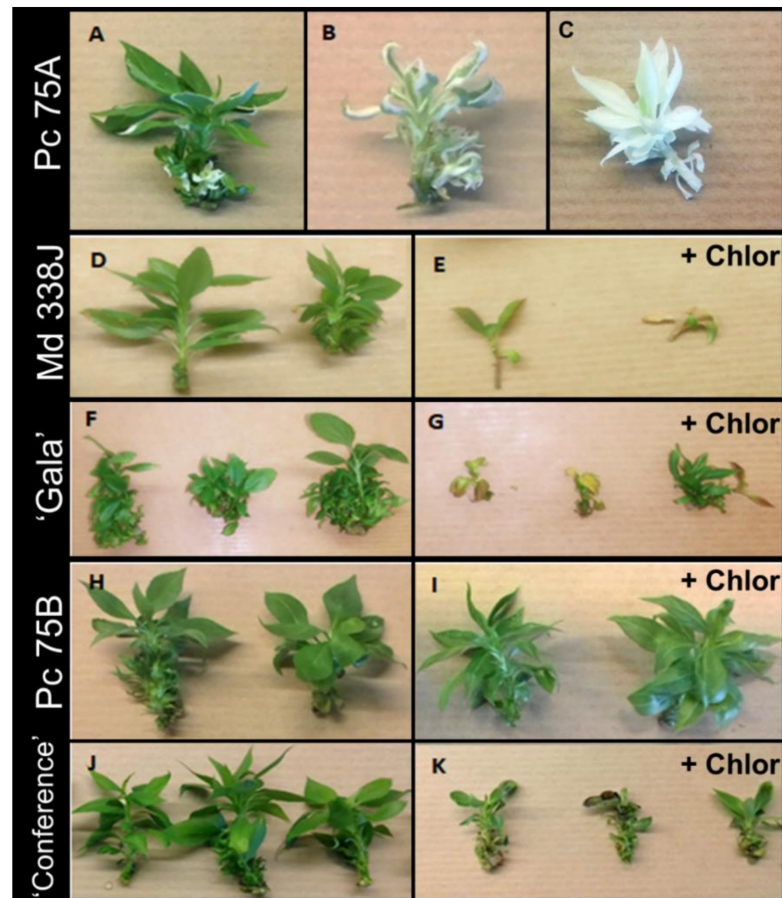 Pc 75A
A
B
C
Md 338J
D
E
+ Chlor
'Gala'
F
G
+ Chlor
Pc 75B
H
I
+ Chlor
'Conference'
J
K
+ Chlor